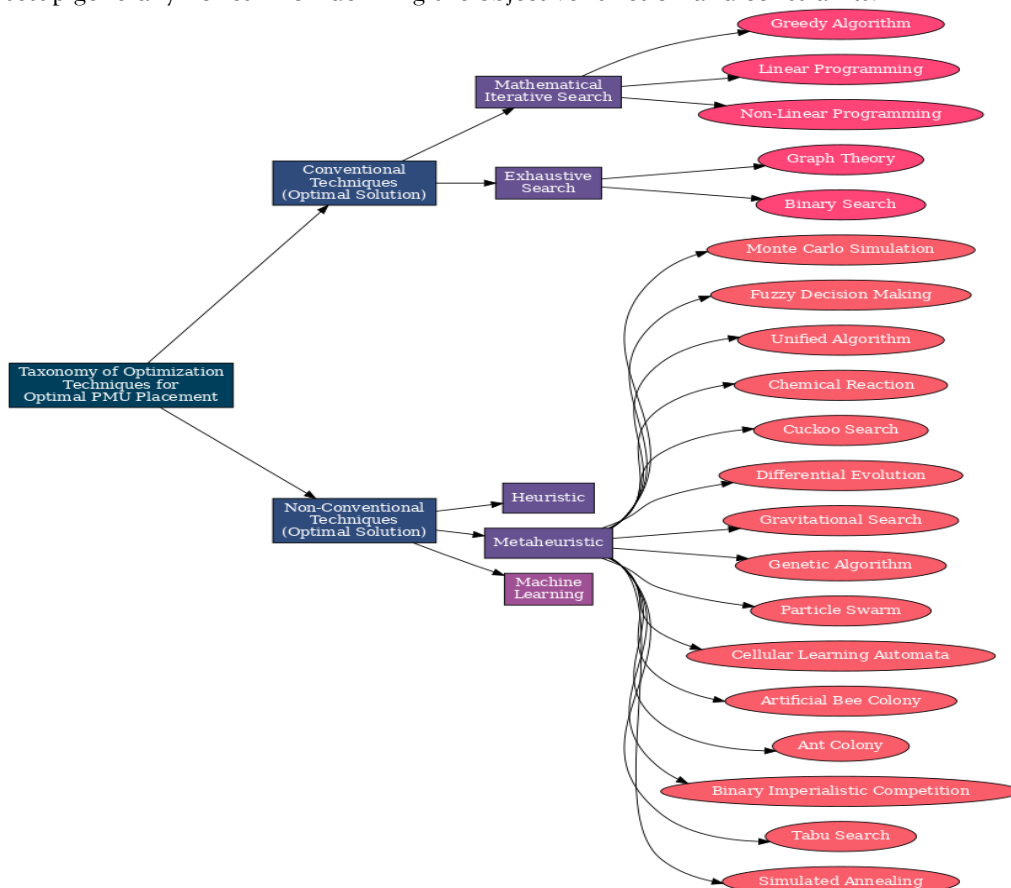 Greedy Algorithm
Mathematical
Iterative Search
Linear Programming
Non-Linear Programming
Conventional
Techniques
(Optimal Solution)
Exhaustive
Search
Graph Theory
Binary Search
Monte Carlo Simulation
Fuzzy Decision Making
Unified Algorithm
Taxonomy of Optimization
Techniques for
Optimal PMU Placement
Chemical Reaction
Cuckoo Search
Differential Evolution
Non-Conventional
Techniques
(Optimal Solution)
Heuristic
Metaheuristic
Machine
Learning
Gravitational Search
Genetic Algorithm
Particle Swarm
Cellular Learning Automata
Artificial Bee Colony
Ant Colony
Binary Imperialistic Competition
Tabu Search
Simulated Annealing